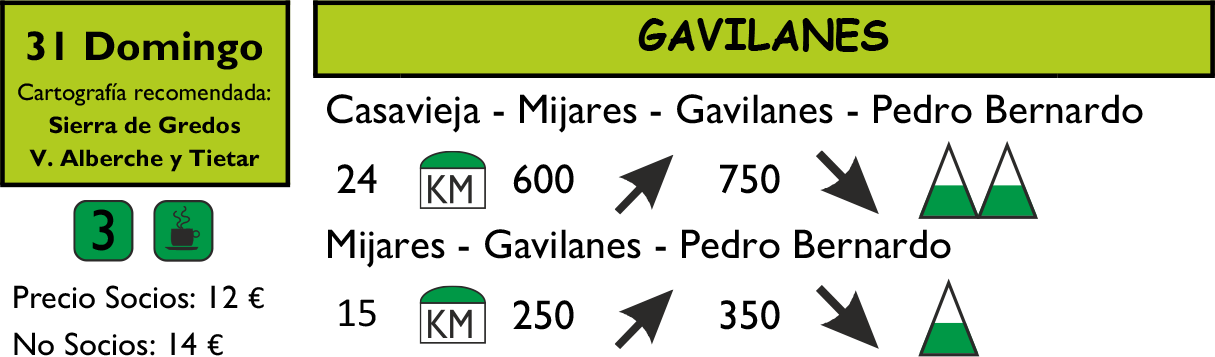 31 Domingo
Cartografía recomendada:
Sierra de Gredos
V. Alberche y Tietar
3
Precio Socios: 12 €
No Socios: 14 €
GAVILANES
Casavieja - Mijares - Gavilanes - Pedro Bernardo
24 KM 600 750
Mijares - Gavilanes - Pedro Bernardo
15 KM 250 350